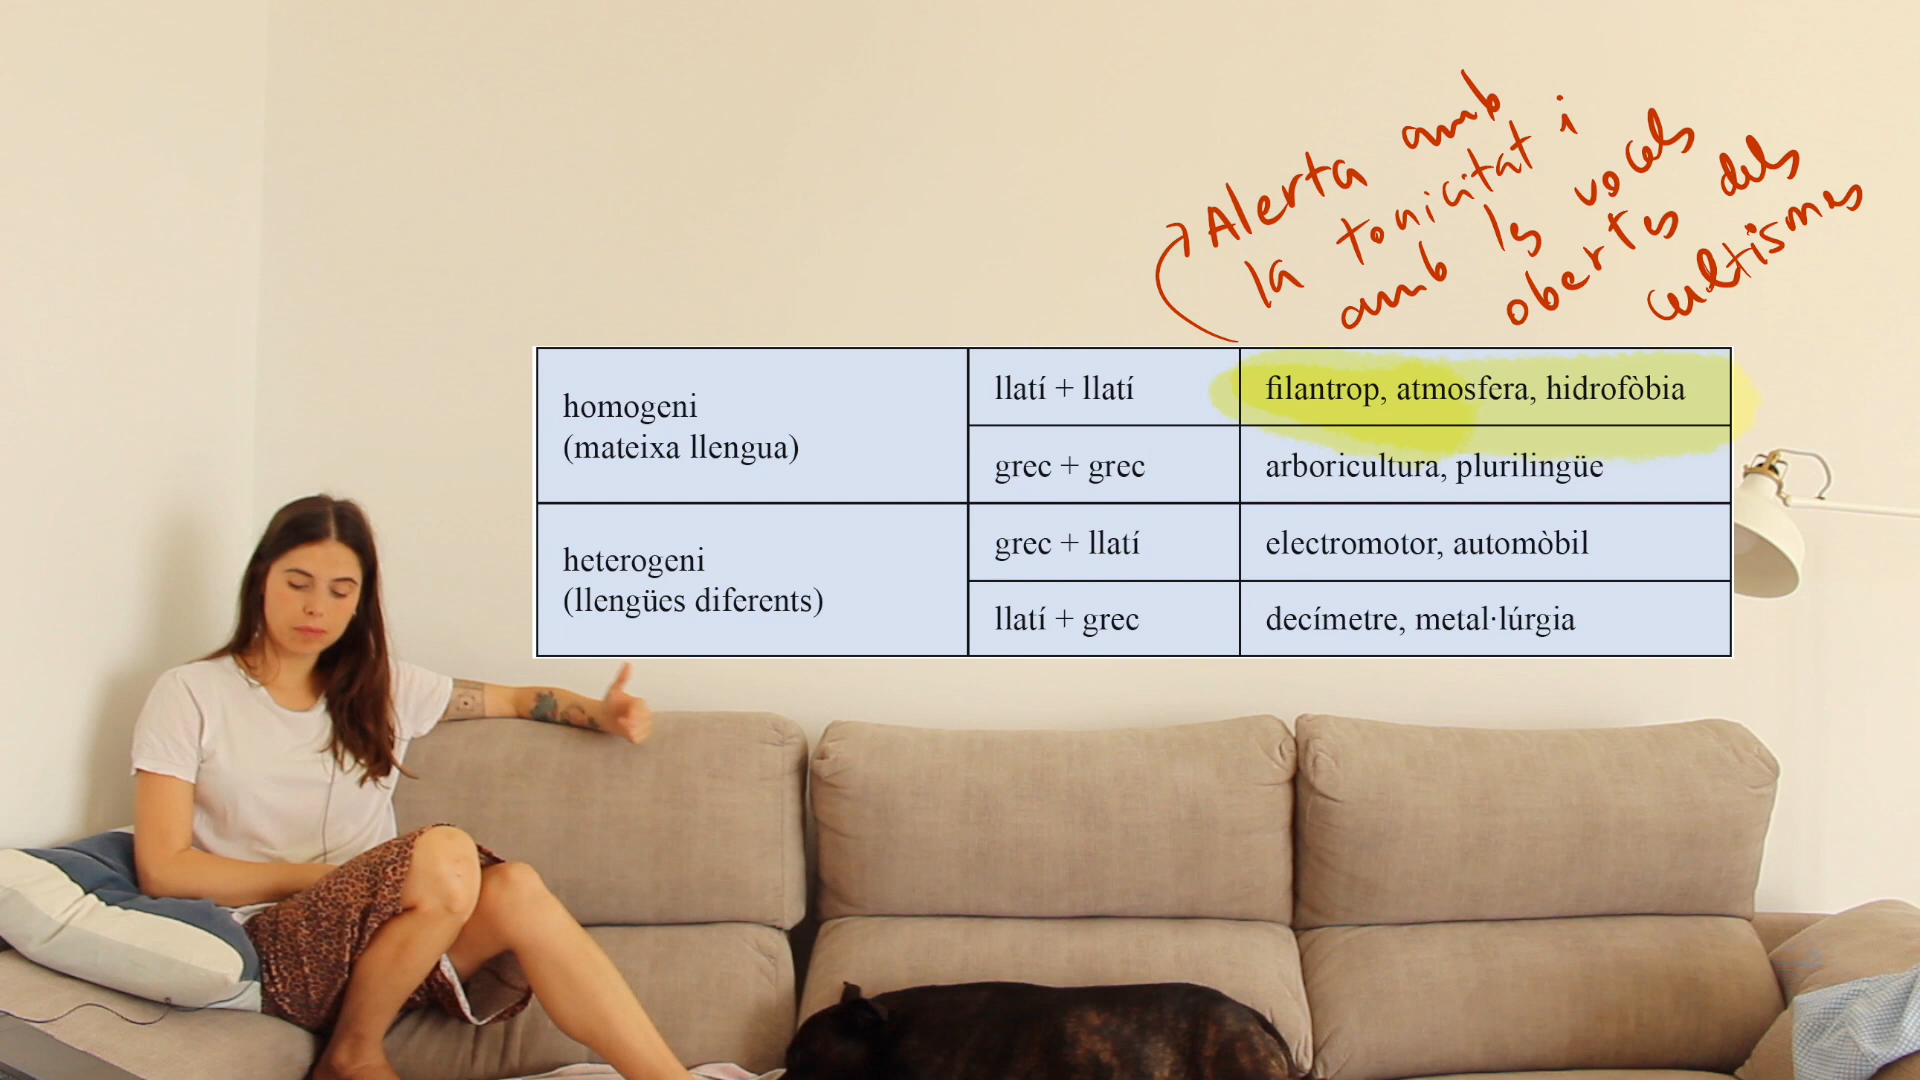 Alerta amb
la tonicitat i
amb les vocals
obertes dels
cultismes
homogeni
(mateixa llengua)
llatí + llatí
filantrop, atmosfera, hidrofòbia
grec + grec
arboricultura, plurilingüe
heterogeni
(llengües diferents)
grec + llatí
electromotor, automòbil
llatí + grec
decímetre, metal·lúrgia